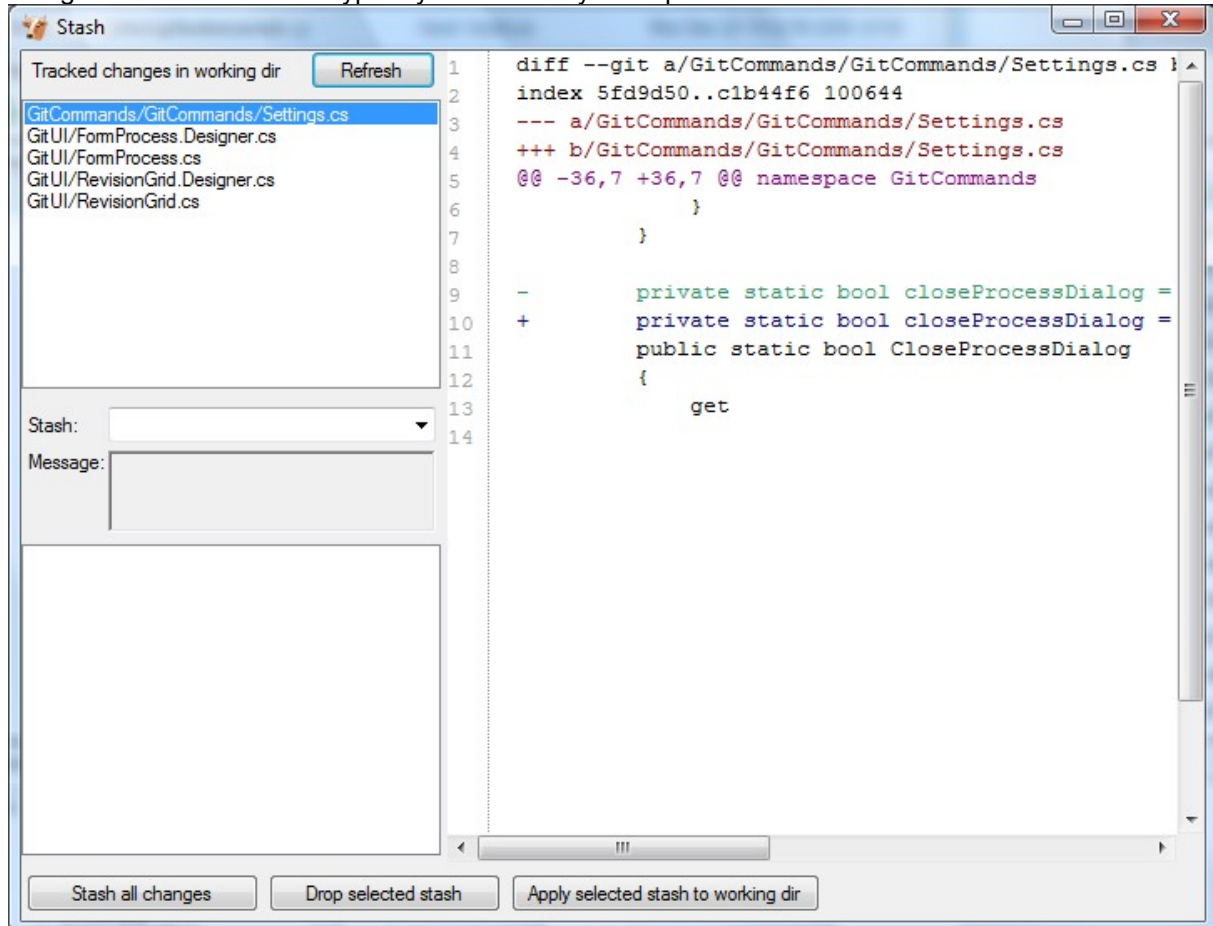 Stash
Tracked changes in working dir
Refresh
GitCommands/GitCommands/Settings.cs
GitUI/FormProcess.Designer.cs
GitUI/FormProcess.cs
GitUI/RevisionGrid.Designer.cs
GitUI/RevisionGrid.cs
Stash:
Message:
1 diff --git a/GitCommands/GitCommands/Settings.cs
2 index 5fd9d50..c1b44f6 100644
3 --- a/GitCommands/GitCommands/Settings.cs
4 +++ b/GitCommands/GitCommands/Settings.cs
5 @@ -36,7 +36,7 @@ namespace GitCommands
6 }
7 }
8
9 - private static bool closeProcessDialog =
10 + private static bool closeProcessDialog =
11 public static bool CloseProcessDialog
12 {
13 get
14
Stash all changes
Drop selected stash
Apply selected stash to working dir